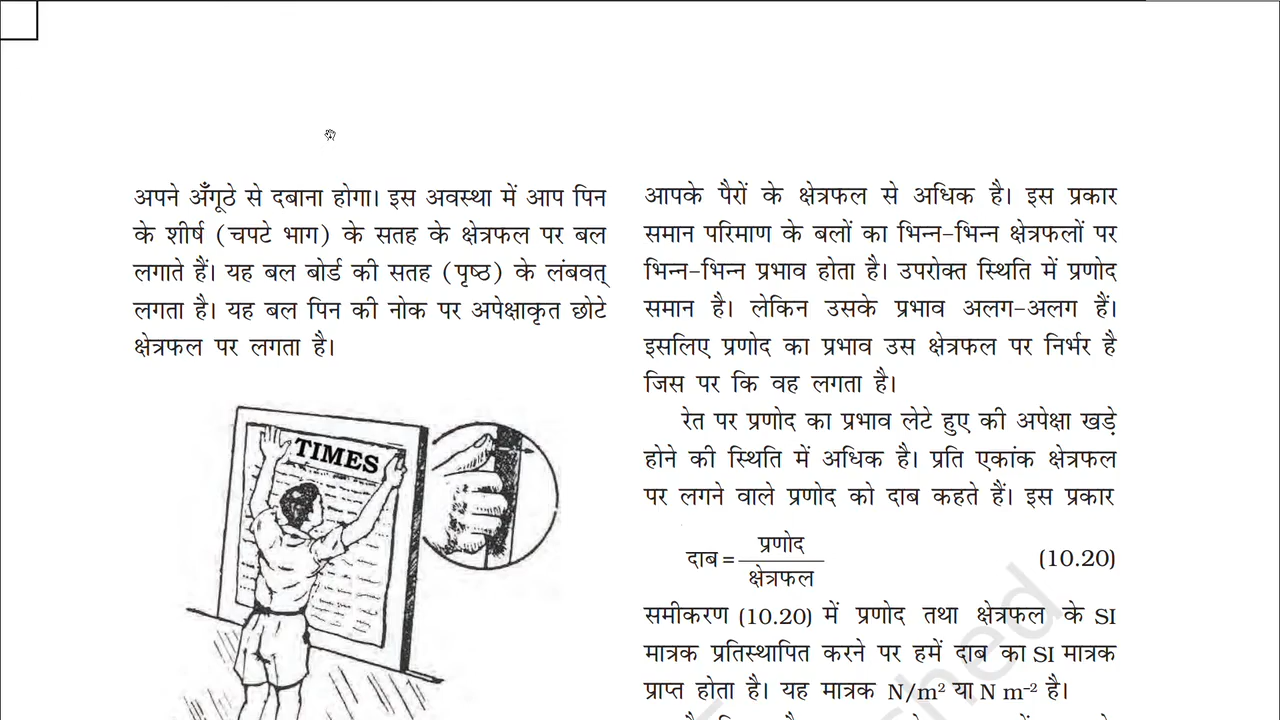 अपने अँगूठे से दबाना होगा। इस अवस्था में आप पिन
के शीर्ष (चपटे भाग) के सतह के क्षेत्रफल पर बल
लगाते हैं। यह बल बोर्ड की सतह (पृष्ठ) के लंबवत्
लगता है। यह बल पिन की नोक पर अपेक्षाकृत छोटे
क्षेत्रफल पर लगता है।
TIMES
आपके पैरों के क्षेत्रफल से अधिक है। इस प्रकार
समान परिमाण के बलों का भिन्न-भिन्न क्षेत्रफलों पर
भिन्न-भिन्न प्रभाव होता है। उपरोक्त स्थिति में प्रणोद
समान है। लेकिन उसके प्रभाव अलग-अलग हैं।
इसलिए प्रणोद का प्रभाव उस क्षेत्रफल पर निर्भर है
जिस पर कि वह लगता है।
रेत पर प्रणोद का प्रभाव लेटे हुए की अपेक्षा खड़े
होने की स्थिति में अधिक है। प्रति एकांक क्षेत्रफल
पर लगने वाले प्रणोद को दाब कहते हैं। इस प्रकार
दाब = प्रणोद / क्षेत्रफल (10.20)
समीकरण (10.20) में प्रणोद तथा क्षेत्रफल के SI
मात्रक प्रतिस्थापित करने पर हमें दाब का SI मात्रक
प्राप्त होता है। यह मात्रक N/m² या N m⁻² है।